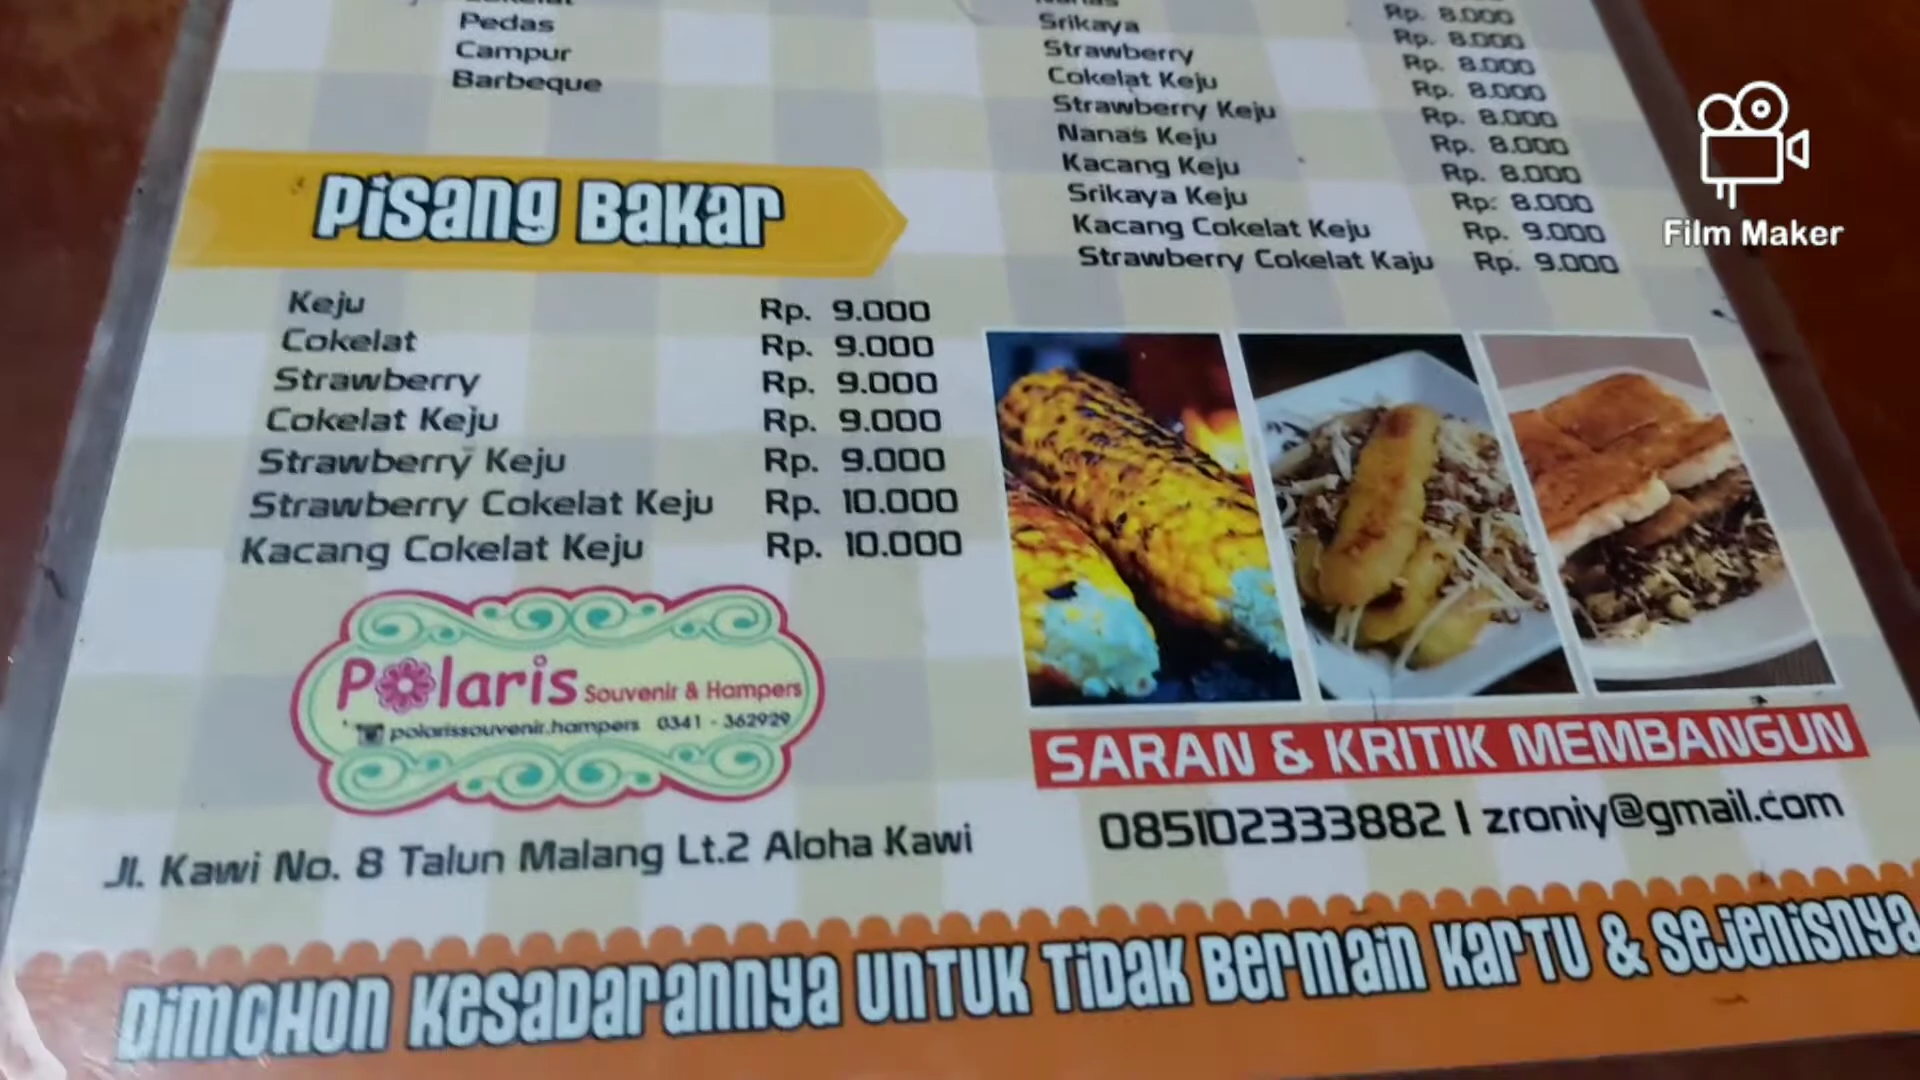 Pedas
Campur
Barbeque
Srikaya Rp. 8.000
Strawberry Rp. 8.000
Cokelat Keju Rp. 8.000
Strawberry Keju Rp. 8.000
Nanas Keju Rp. 8.000
Kacang Keju Rp. 8.000
Srikaya Keju Rp. 8.000
Kacang Cokelat Keju Rp. 9.000
Strawberry Cokelat Kaju Rp. 9.000
Film Maker
Pisang Bakar
Keju Rp. 9.000
Cokelat Rp. 9.000
Strawberry Rp. 9.000
Cokelat Keju Rp. 9.000
Strawberry Keju Rp. 9.000
Strawberry Cokelat Keju Rp. 10.000
Kacang Cokelat Keju Rp. 10.000
Polaris Souvenir & Hampers
polarissouvenir.hampers 0341 - 362929
Jl. Kawi No. 8 Talun Malang Lt.2 Aloha Kawi
SARAN & KRITIK MEMBANGUN
085102333882 | zroniy@gmail.com
DIMOHON KESADARANNYA UNTUK TIDAK BERMAIN KARTU & SEJENISNYA